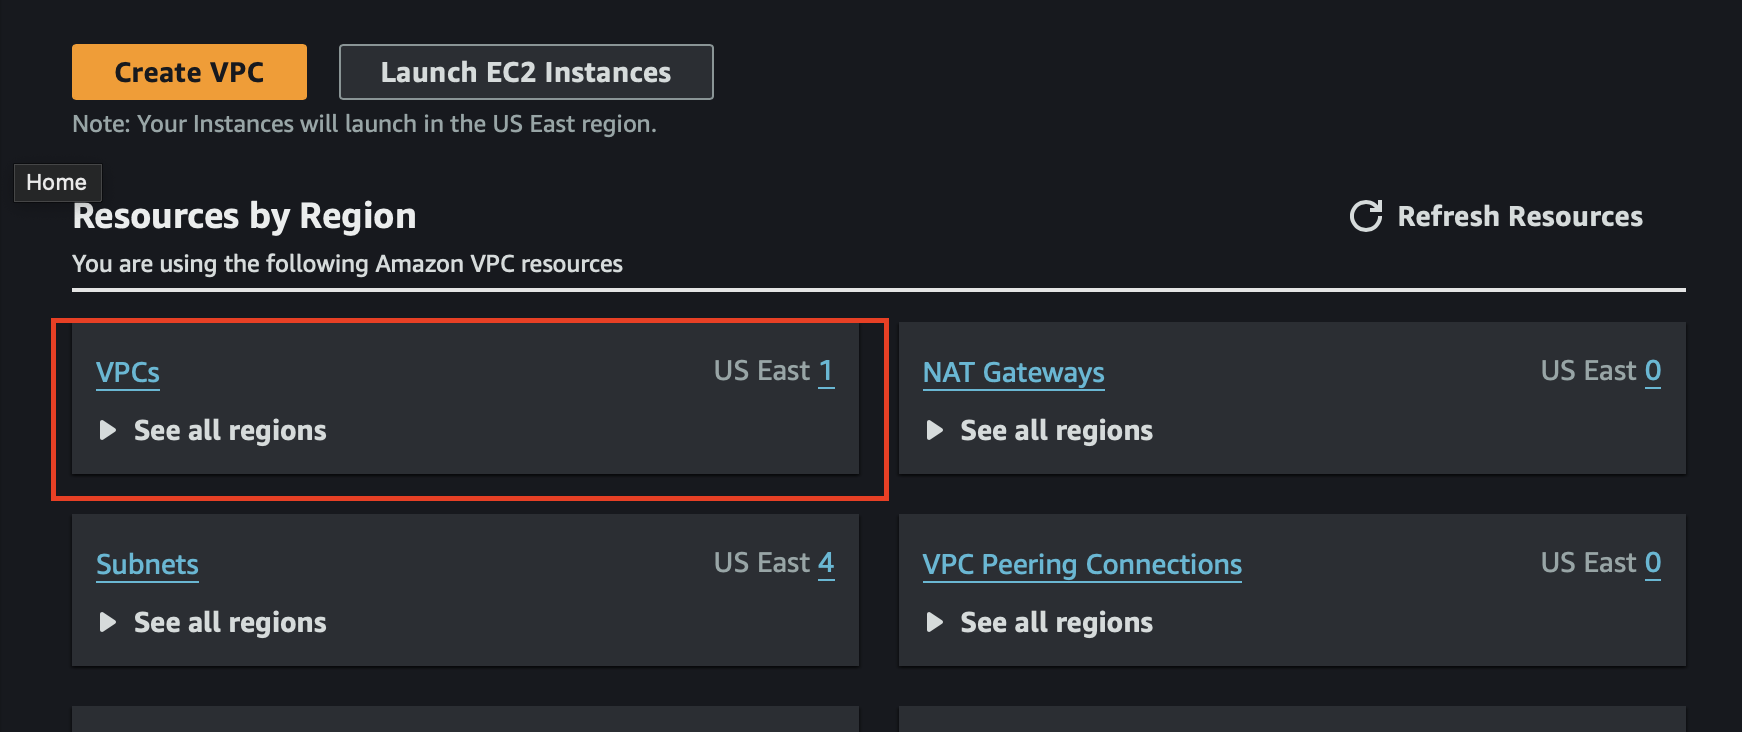 Create VPC
Launch EC2 Instances
Note: Your Instances will launch in the US East region.
Home
Resources by Region
Refresh Resources
You are using the following Amazon VPC resources
VPCs
US East 1
See all regions
NAT Gateways
US East 0
See all regions
Subnets
US East 4
See all regions
VPC Peering Connections
US East 0
See all regions